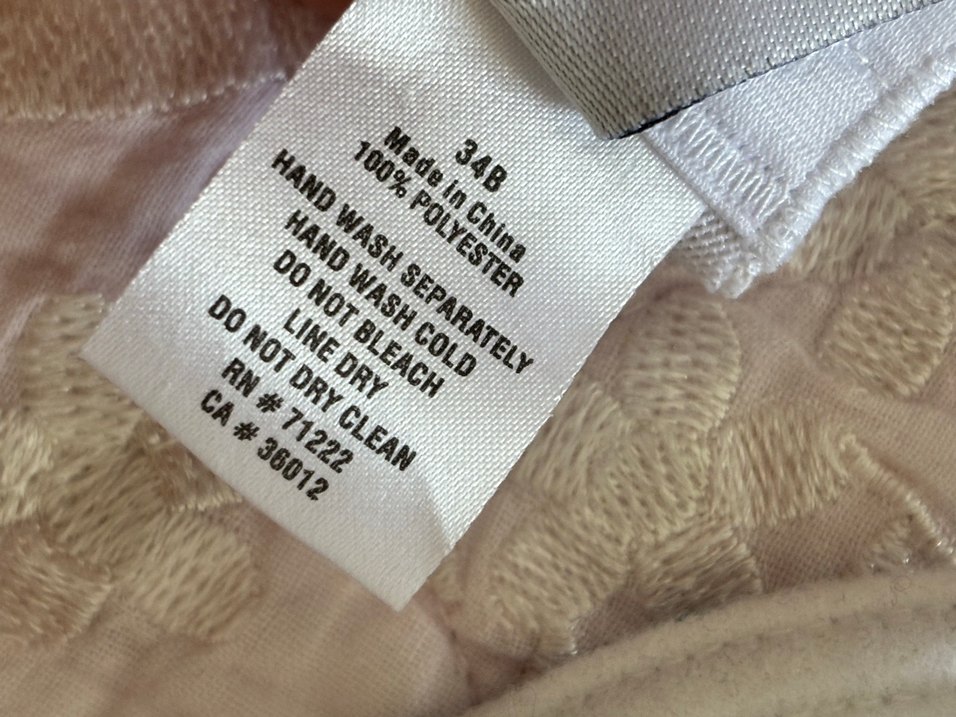 34B
Made in China
100% POLYESTER
HAND WASH SEPARATELY
HAND WASH COLD
DO NOT BLEACH
LINE DRY
DO NOT DRY CLEAN
RN # 71222
CA # 36012